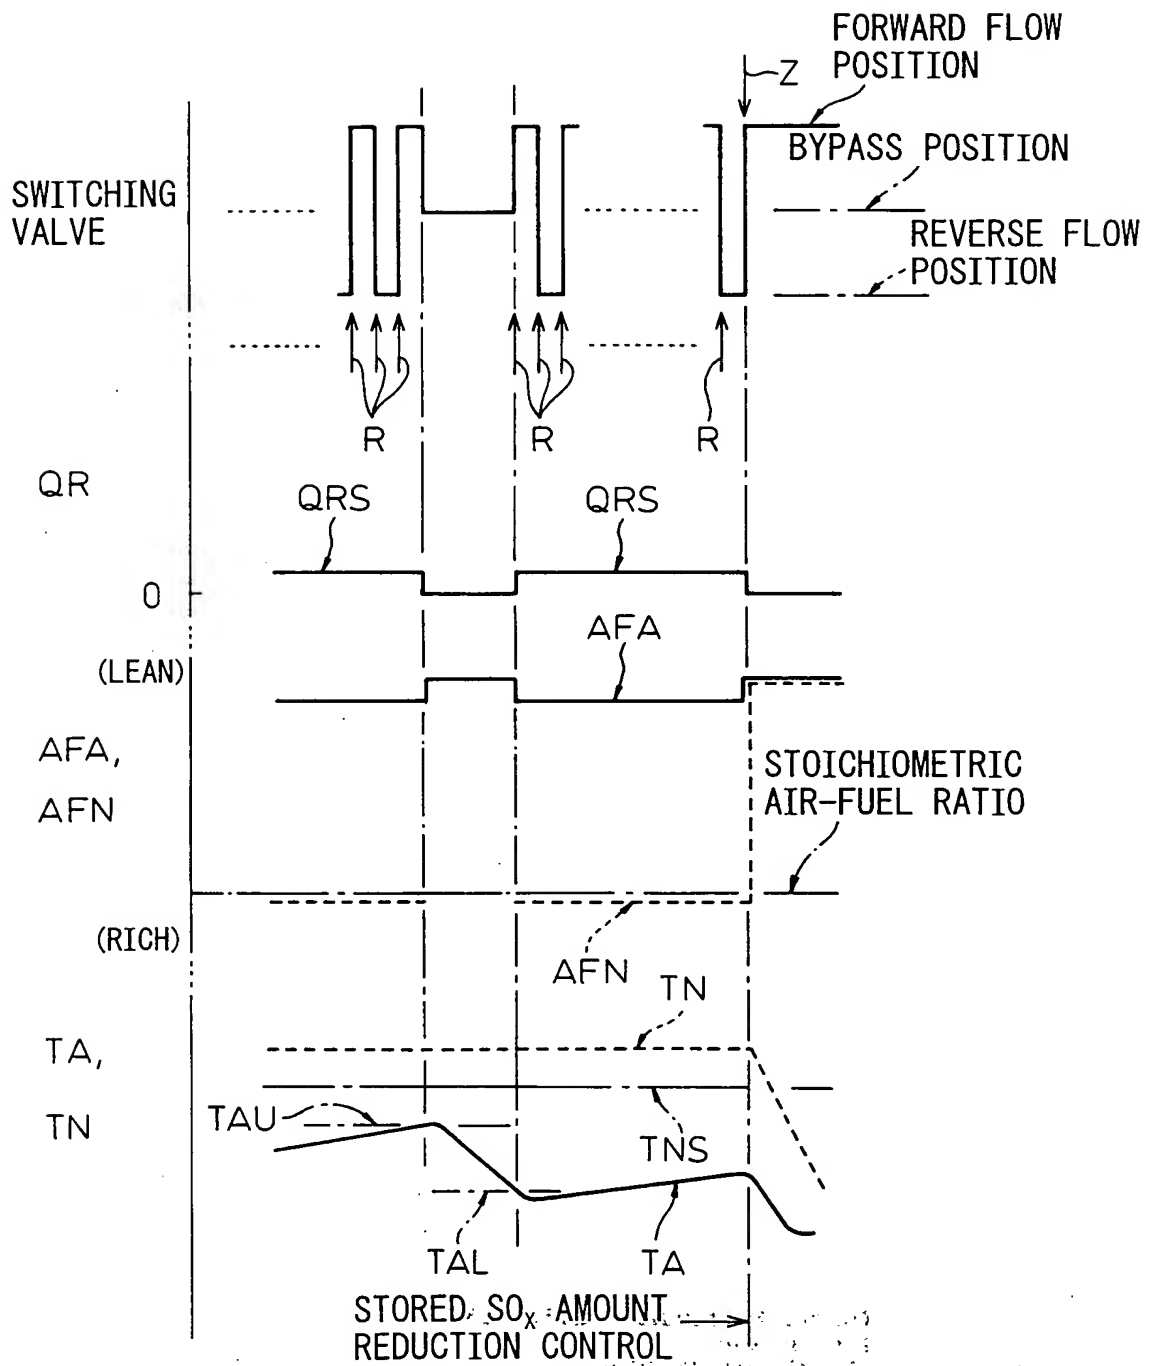 FORWARD FLOW
POSITION
Z
BYPASS POSITION
SWITCHING
VALVE
REVERSE FLOW
POSITION
R
R
R
QR
QRS
QRS
0
AFA
(LEAN)
AFA,
AFN
STOICHIOMETRIC
AIR-FUEL RATIO
(RICH)
AFN
TN
TA,
TN
TAU
TNS
TAL
TA
STORED SOX AMOUNT
REDUCTION CONTROL